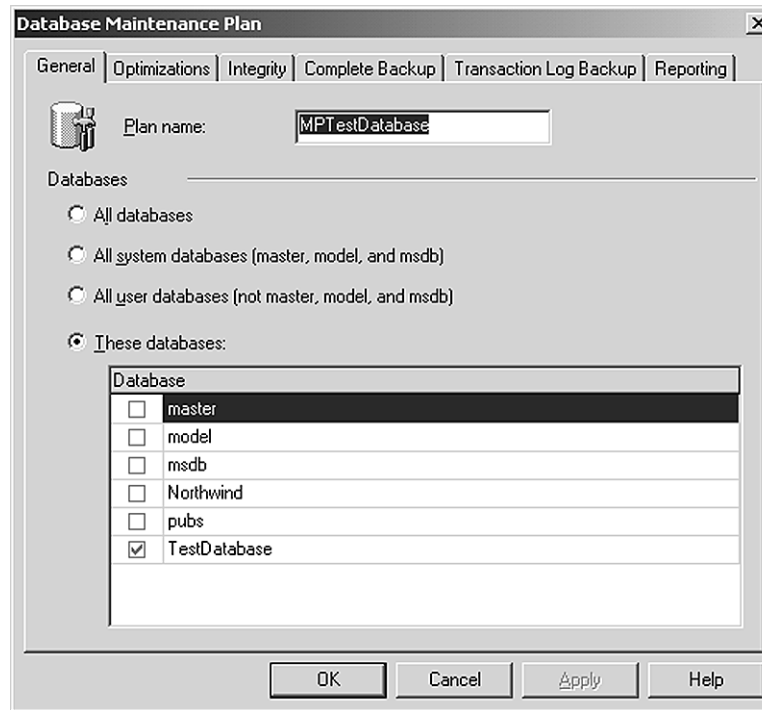 Database Maintenance Plan
General Optimizations Integrity Complete Backup Transaction Log Backup Reporting
Plan name: MPTestDatabase
Databases
All databases
All system databases (master, model, and msdb)
All user databases (not master, model, and msdb)
These databases:
Database
master
model
msdb
Northwind
pubs
TestDatabase
OK Cancel Apply Help